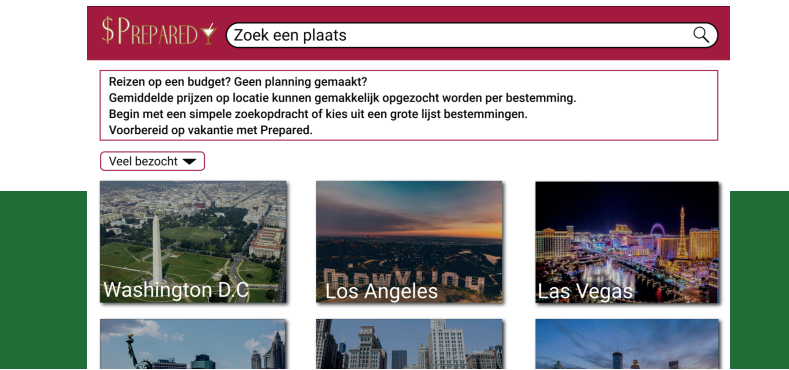 $PREPARED
Zoek een plaats
Reizen op een budget? Geen planning gemaakt?
Gemiddelde prijzen op locatie kunnen gemakkelijk opgezocht worden per bestemming.
Begin met een simpele zoekopdracht of kies uit een grote lijst bestemmingen.
Voorbereid op vakantie met Prepared.
Veel bezocht
Washington D.C
Los Angeles
Las Vegas